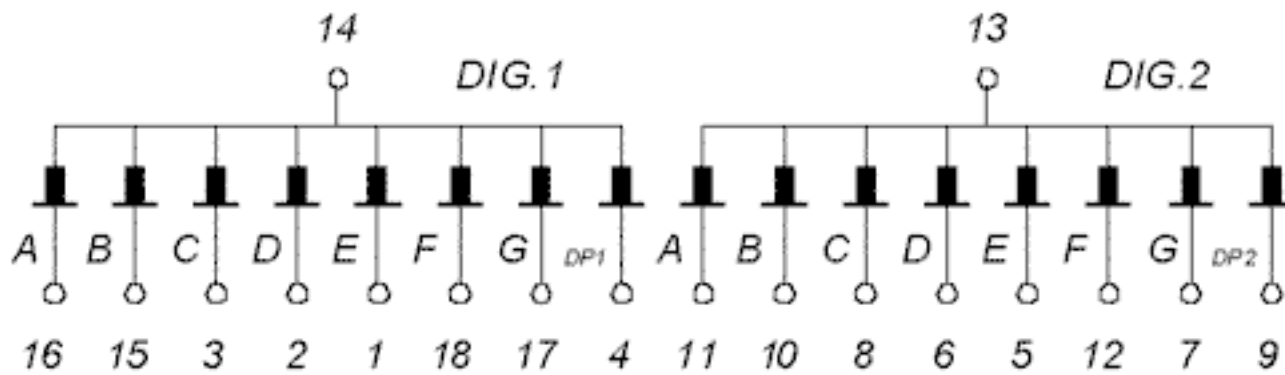 14 13
DIG.1 DIG.2
A B C D E F G DP1 A B C D E F G DP2
16 15 3 2 1 18 17 4 11 10 8 6 5 12 7 9